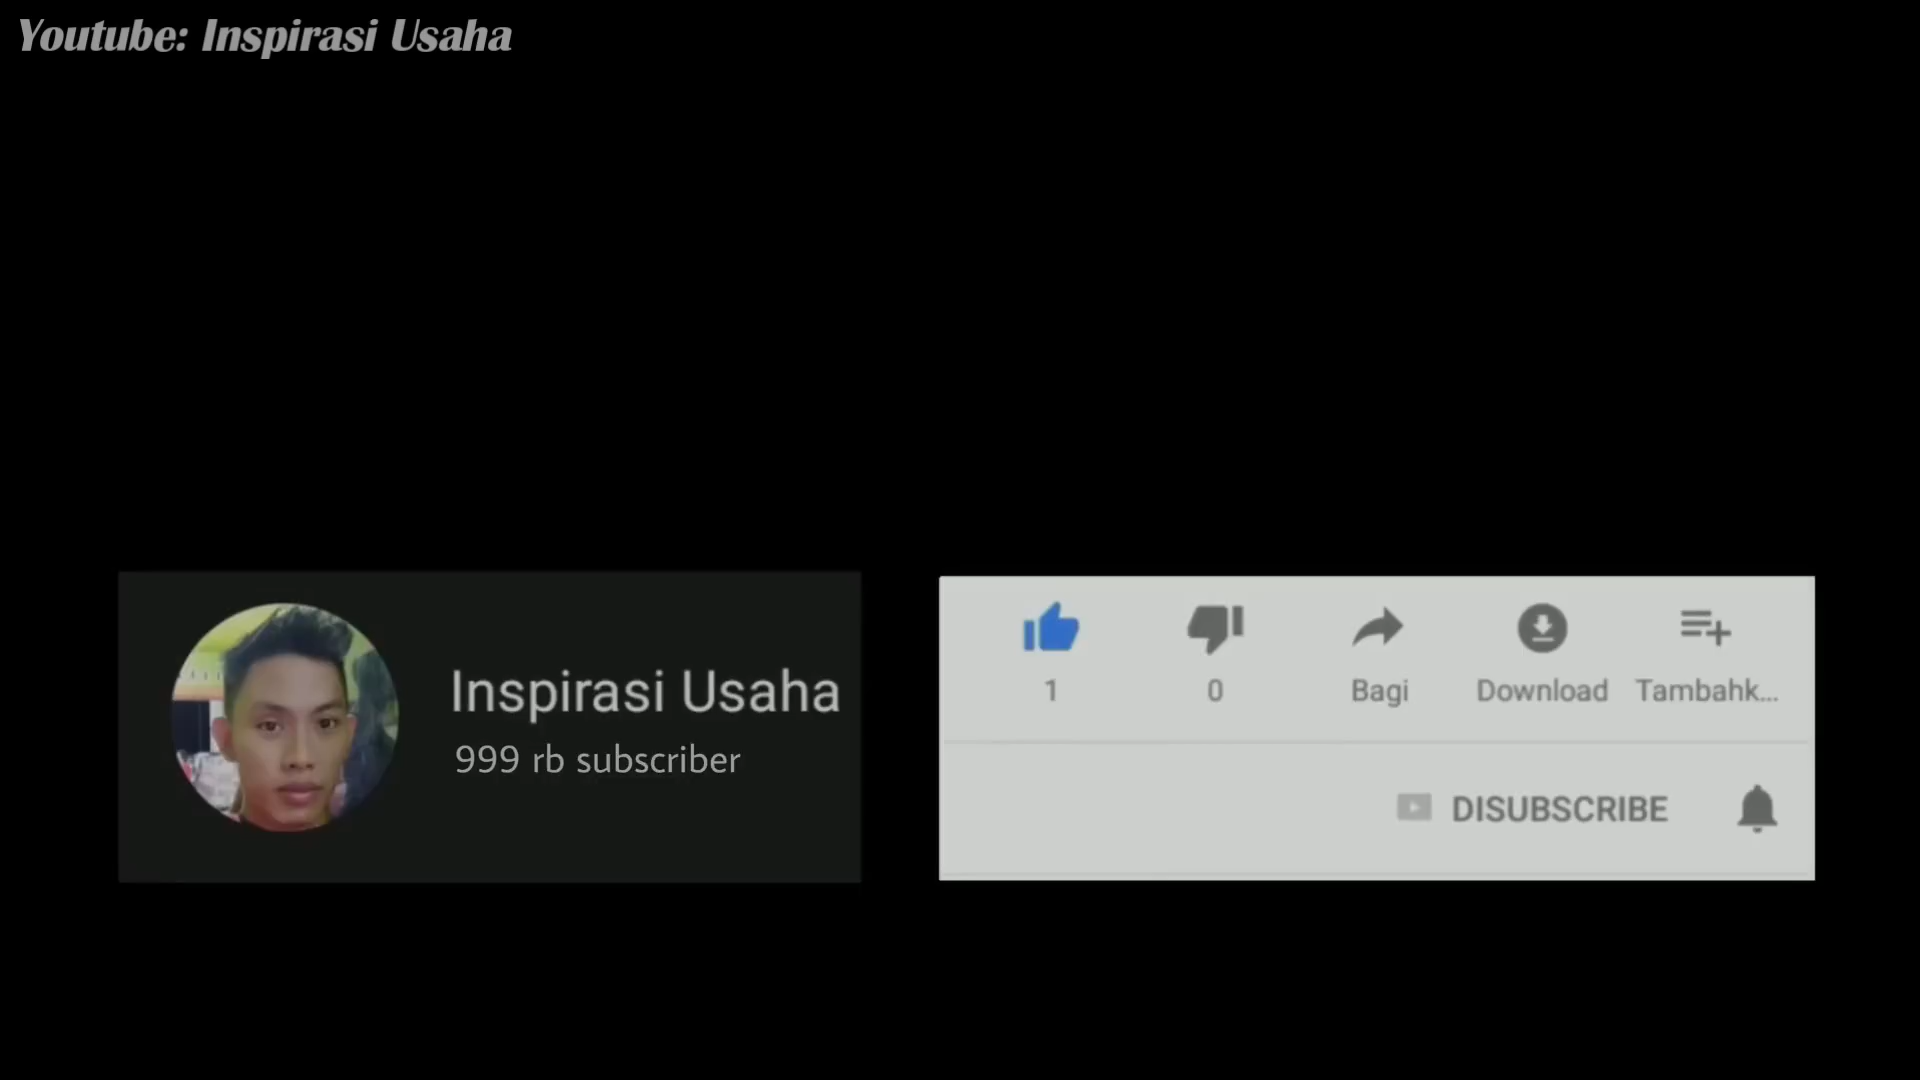 Youtube: Inspirasi Usaha
Inspirasi Usaha
999 rb subscriber
1
0
Bagi
Download
Tambahk...
DISUBSCRIBE